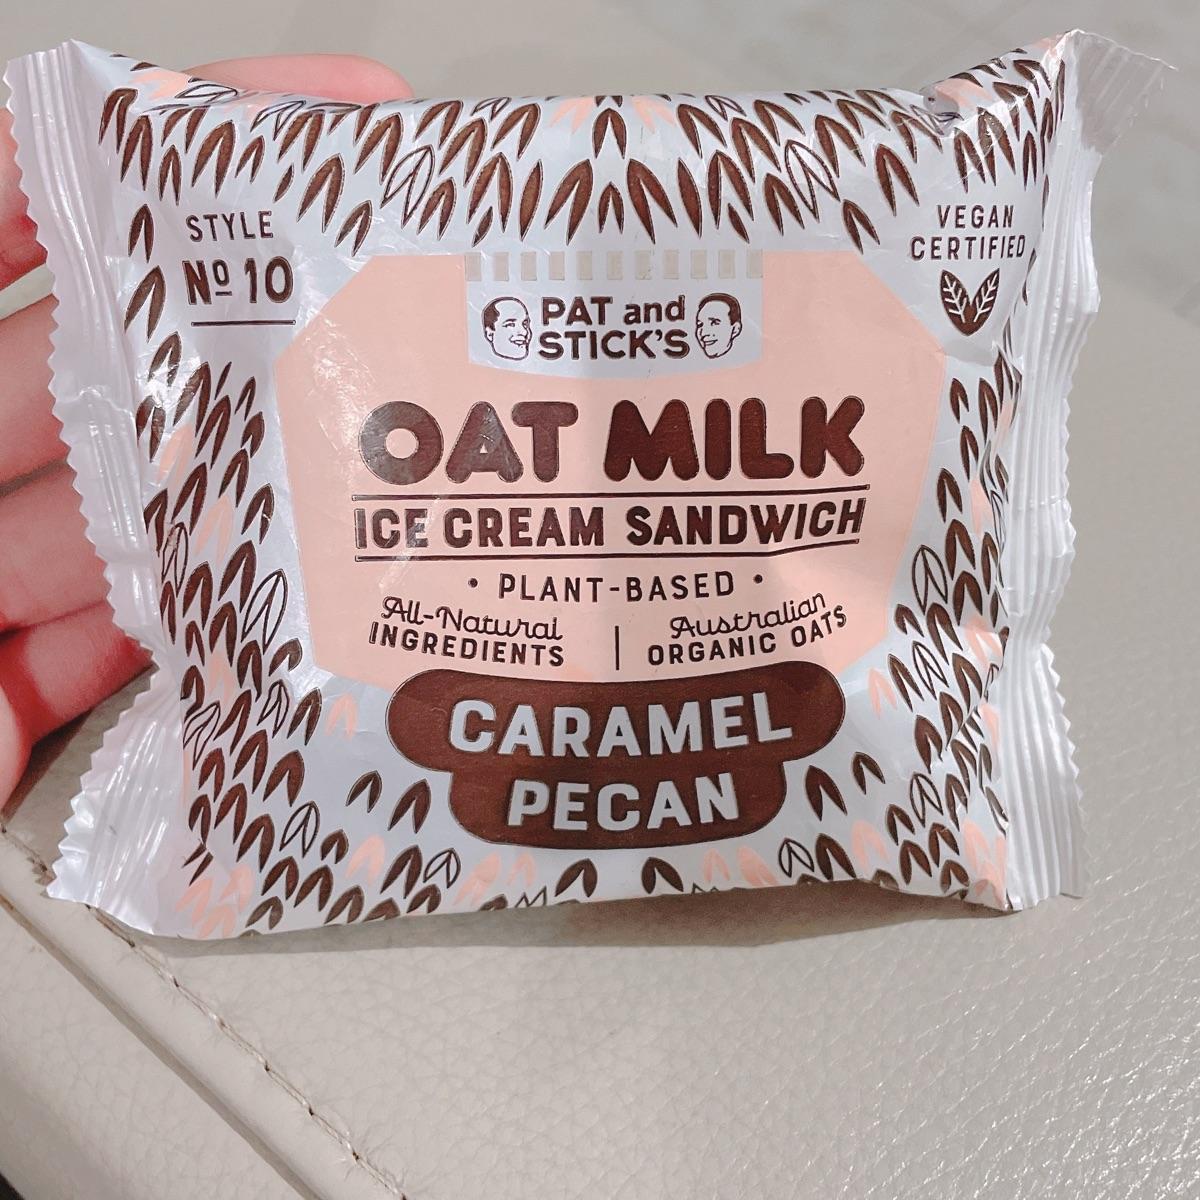 STYLE
Nº 10
VEGAN
CERTIFIED
PAT and
STICK'S
OAT MILK
ICE CREAM SANDWICH
• PLANT-BASED •
All-Natural
INGREDIENTS
Australian
ORGANIC OATS
CARAMEL
PECAN